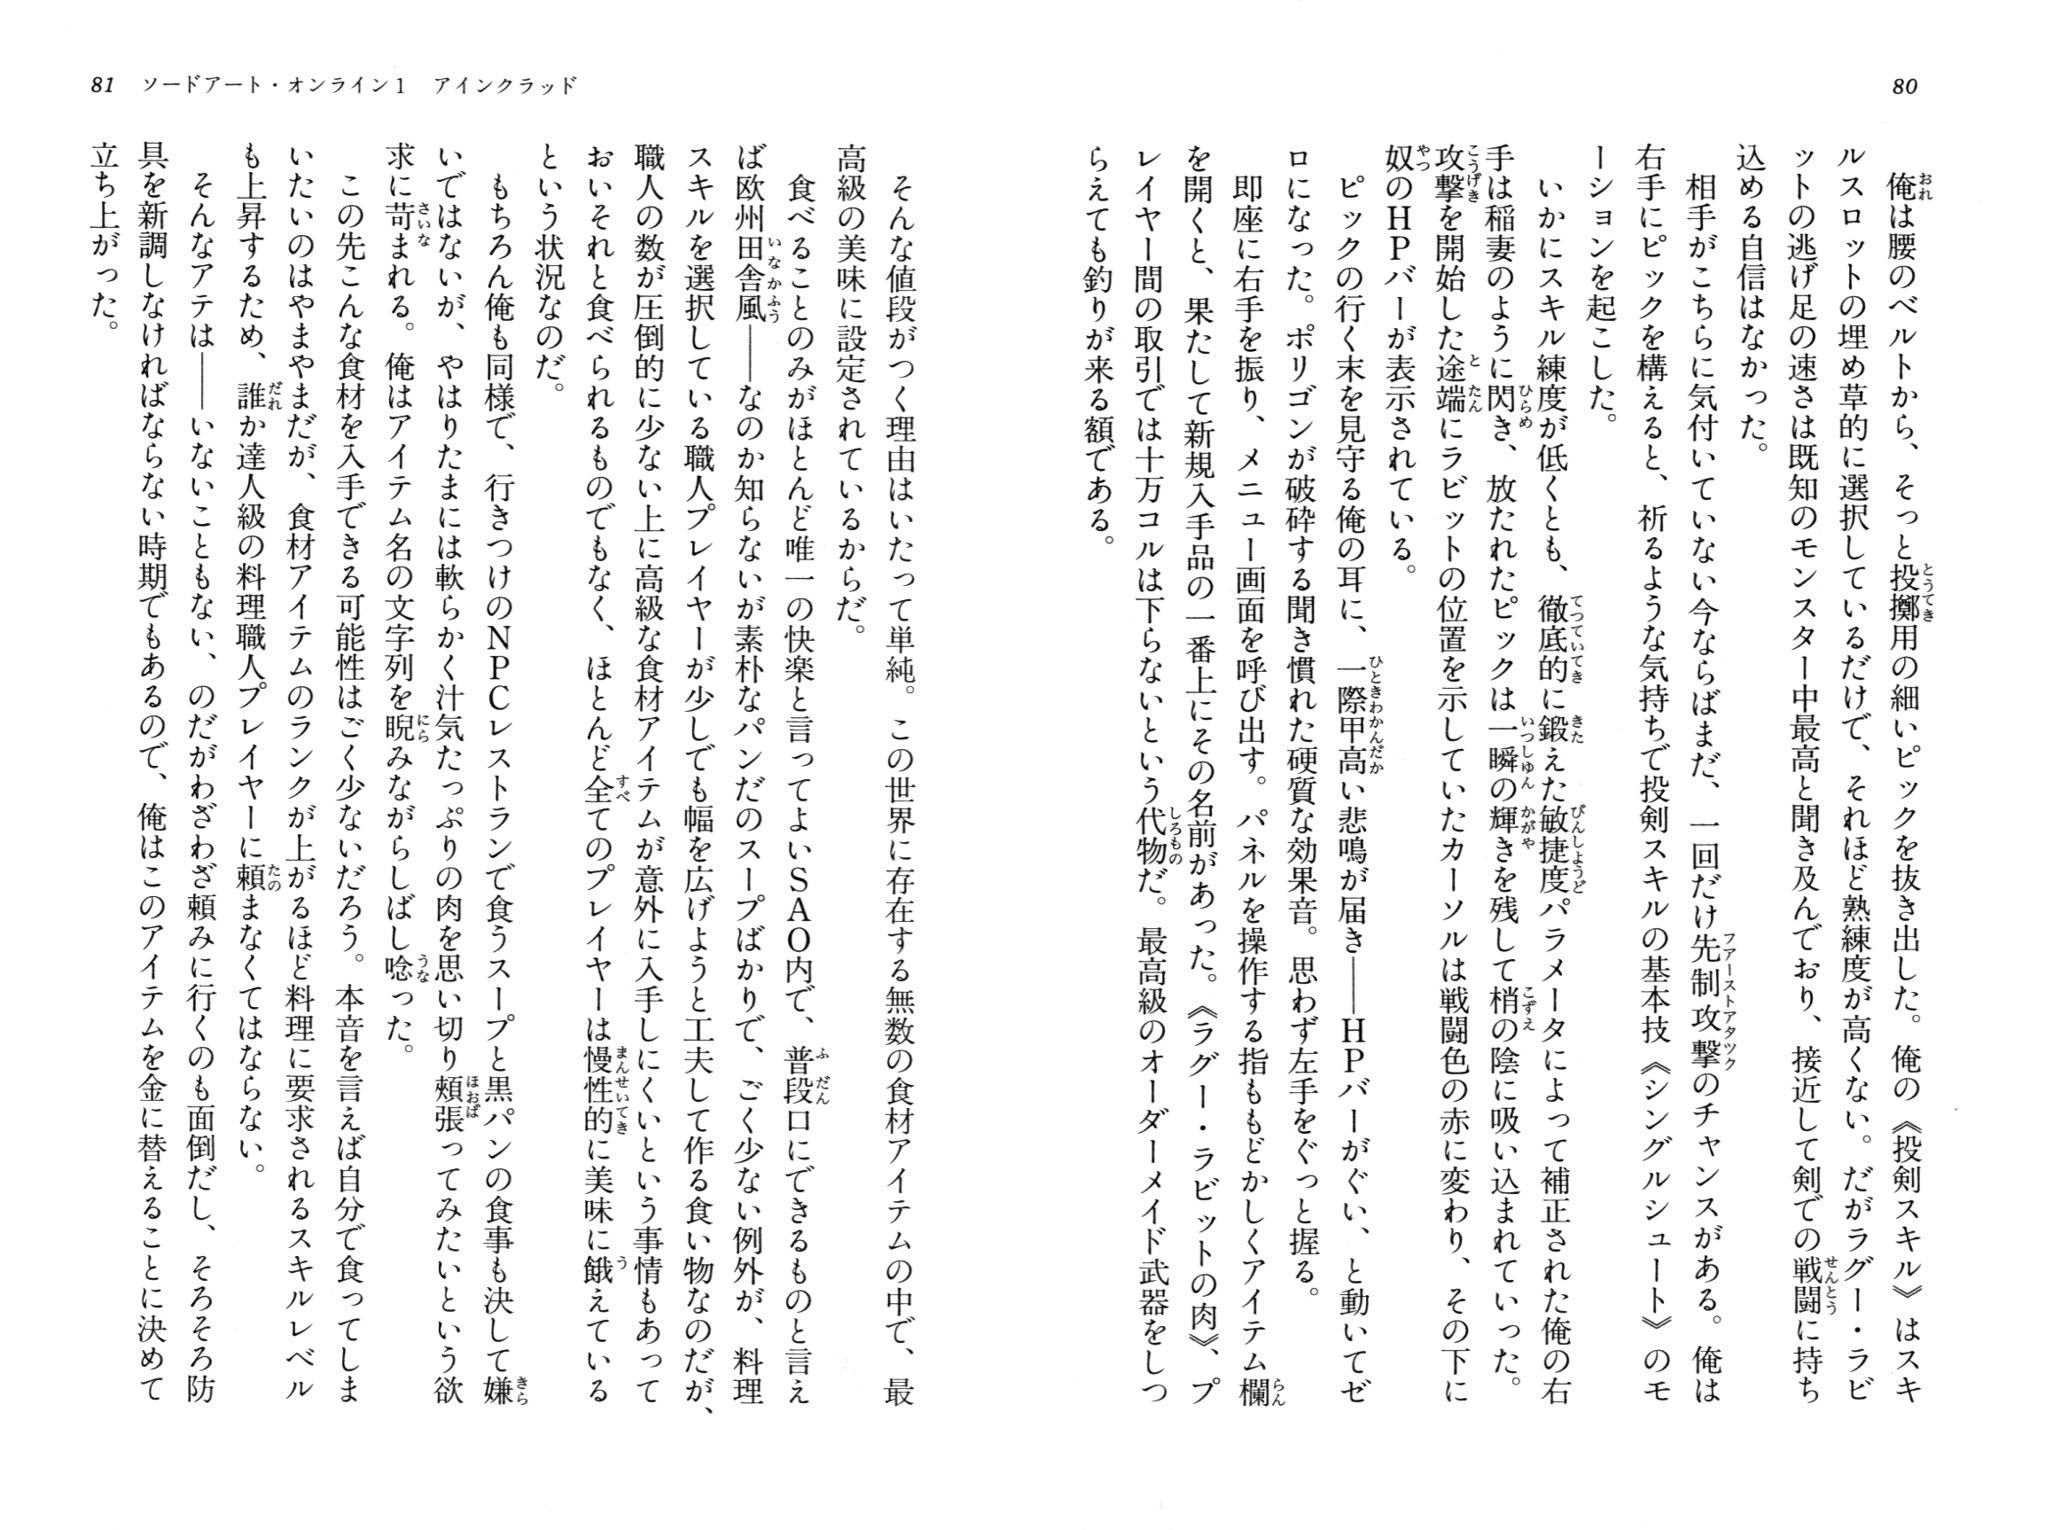 80
俺は腰のベルトから、そっと投擲用の細いピックを抜き出した。俺の《投剣スキル》はスキ
ルスロットの埋め草的に選択しているだけで、それほど熟練度が高くない。だがラグー・ラビ
ットの逃げ足の速さは既知のモンスター中最高と聞き及んでおり、接近して剣での戦闘に持ち
込める自信はなかった。
相手がこちらに気付いていない今ならばまだ、一回だけ先制攻撃のチャンスがある。俺は
右手にピックを構えると、祈るような気持ちで投剣スキルの基本技《シングルシュート》のモ
ーションを起こした。
いかにスキル練度が低くとも、徹底的に鍛えた敏捷度パラメータによって補正された俺の右
手は稲妻のように閃き、放たれたピックは一瞬の輝きを残して梢の陰に吸い込まれていった。
攻撃を開始した途端にラビットの位置を示していたカーソルは戦闘色の赤に変わり、その下に
奴のHPバーが表示されている。
ピックの行く末を見守る俺の耳に、一際甲高い悲鳴が届き――HPバーがぐい、と動いてゼ
ロになった。ポリゴンが破砕する聞き慣れた硬質な効果音。思わず左手をぐっと握る。
即座に右手を振り、メニュー画面を呼び出す。パネルを操作する指ももどかしくアイテム欄
を開くと、果たして新規入手品の一番上にその名前があった。《ラグー・ラビットの肉》、プ
レイヤー間の取引では十万コルは下らないという代物だ。最高級のオーダーメイド武器をしつ
らえても釣りが来る額である。
81 ソードアート・オンライン1 アインクラッド
そんな値段がつく理由はいたって単純。この世界に存在する無数の食材アイテムの中で、最
高級の美味に設定されているからだ。
食べることのみがほとんど唯一の快楽と言ってよいSAO内で、普段口にできるものと言え
ば欧州田舎風――なのか知らないが素朴なパンだのスープばかりで、ごく少ない例外が、料理
スキルを選択している職人プレイヤーが少しでも幅を広げようと工夫して作る食い物なのだが、
職人の数が圧倒的に少ない上に高級な食材アイテムが意外に入手しにくいという事情もあって
おいそれと食べられるものでもなく、ほとんど全てのプレイヤーは慢性的に美味に餓えている
という状況なのだ。
もちろん俺も同様で、行きつけのNPCレストランで食うスープと黒パンの食事も決して嫌
いではないが、やはりたまには軟らかく汁気たっぷりの肉を思い切り頬張ってみたいという欲
求に苛まれる。俺はアイテム名の文字列を睨みながらしばし唸った。
この先こんな食材を入手できる可能性はごく少ないだろう。本音を言えば自分で食ってしま
いたいのはやまやまだが、食材アイテムのランクが上がるほど料理に要求されるスキルレベル
も上昇するため、誰か達人級の料理職人プレイヤーに頼まなくてはならない。
そんなアテは――いないこともない、のだがわざわざ頼みに行くのも面倒だし、そろそろ防
具を新調しなければならない時期でもあるので、俺はこのアイテムを金に替えることに決めて
立ち上がった。